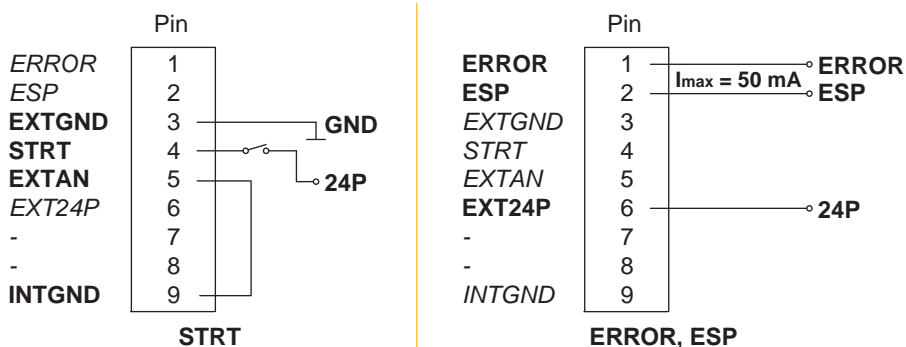 Pin
ERROR 1
ESP 2
EXTGND 3 GND
STRT 4
EXTAN 5 24P
EXT24P 6
- 7
- 8
INTGND 9
STRT
Pin
ERROR 1 ERROR
Imax = 50 mA
ESP 2 ESP
EXTGND 3
STRT 4
EXTAN 5
EXT24P 6 24P
- 7
- 8
INTGND 9
ERROR, ESP